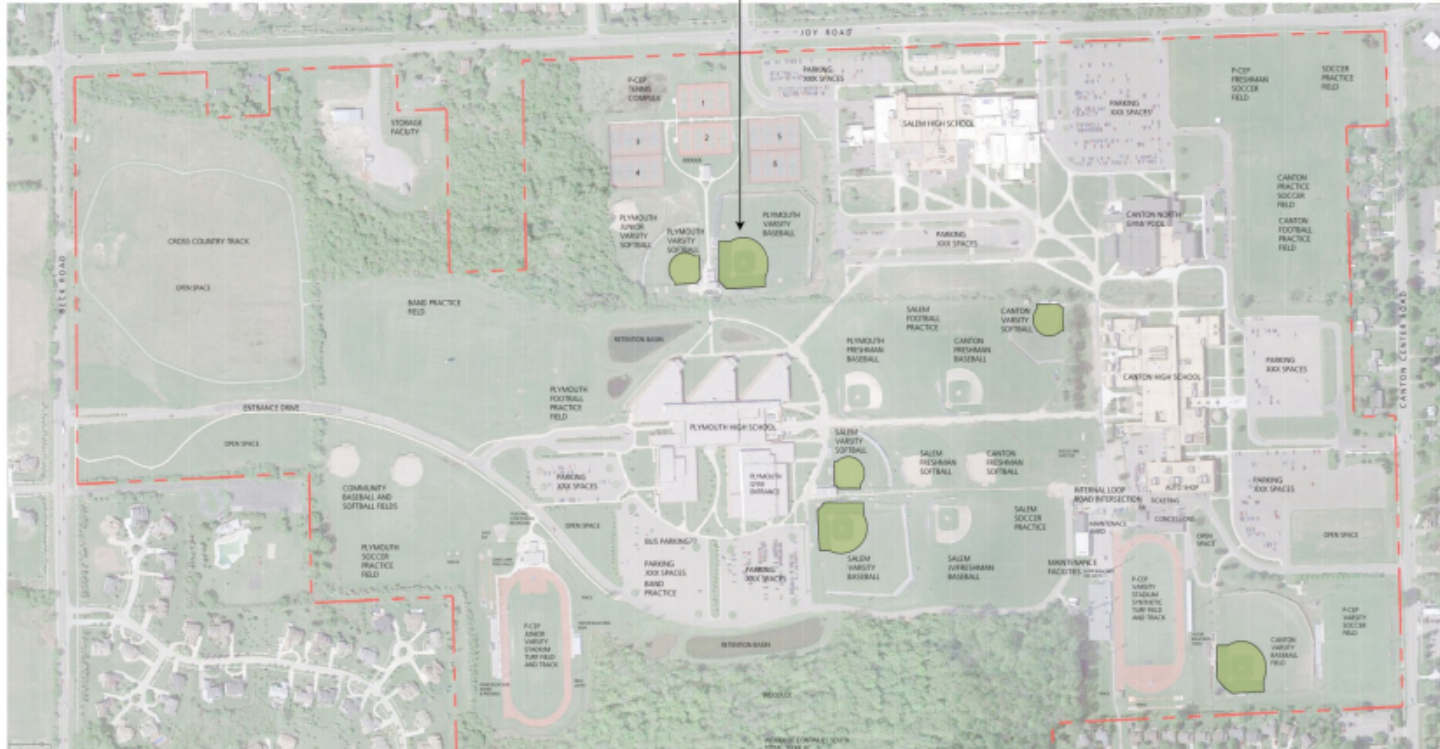 JOY ROAD
P-CEP
TENNIS
COMPLEX
1
2
3
4
5
6
PARKING
XXX SPACES
SALEM HIGH SCHOOL
PARKING
XXX SPACES
P-CEP
FRESHMAN
SOCCER
FIELD
SOCCER
PRACTICE
FIELD
STORAGE
FACILITY
CANTON
PRACTICE
SOCCER
FIELD
CANTON
FOOTBALL
PRACTICE
FIELD
PLYMOUTH
JUNIOR
VARSITY
SOFTBALL
PLYMOUTH
VARSITY
SOFTBALL
PLYMOUTH
VARSITY
BASEBALL
PARKING
XXX SPACES
CANTON NORTH
GYM/POOL
CROSS COUNTRY TRACK
OPEN SPACE
BECK ROAD
BAND PRACTICE
FIELD
RETENTION BASIN
SALEM
FOOTBALL
PRACTICE
CANTON
VARSITY
SOFTBALL
PLYMOUTH
FRESHMAN
BASEBALL
CANTON
FRESHMAN
BASEBALL
CANTON HIGH SCHOOL
PARKING
XXX SPACES
CANTON CENTER ROAD
PLYMOUTH
FOOTBALL
PRACTICE
FIELD
ENTRANCE DRIVE
OPEN SPACE
PLYMOUTH HIGH SCHOOL
SALEM
VARSITY
SOFTBALL
SALEM
FRESHMAN
SOFTBALL
CANTON
FRESHMAN
SOFTBALL
PARKING
XXX SPACES
PLYMOUTH
GYM
ENTRANCE
AUTO SHOP
PARKING
XXX SPACES
COMMUNITY
BASEBALL AND
SOFTBALL FIELDS
INTERNAL LOOP
ROAD INTERSECTION
TICKETING
CONCESSIONS
OPEN SPACE
SALEM
SOCCER
PRACTICE
MAINTENACE
YARD
OPEN
SPACE
OPEN SPACE
BUS PARKING??
PLYMOUTH
SOCCER
PRACTICE
FIELD
PARKING
XXX SPACES
BAND
PRACTICE
PARKING
XXX SPACES
SALEM
VARSITY
BASEBALL
SALEM
JV/FRESHMAN
BASEBALL
MAINTENANCE
FACILITIES
P-CEP
VARSITY
STADIUM
SYNTHETIC
TURF FIELD
AND TRACK
P-CEP
VARSITY
SOCCER
FIELD
P-CEP
JUNIOR
VARSITY
STADIUM
TURF FIELD
AND TRACK
RETENTION BASIN
CANTON
VARSITY
BASEBALL
FIELD
WOODLOT